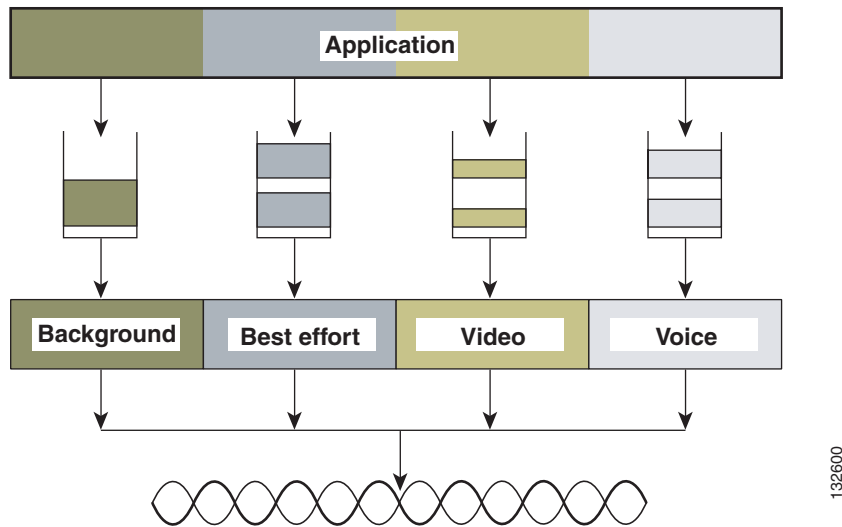 Application
Background
Best effort
Video
Voice
132600